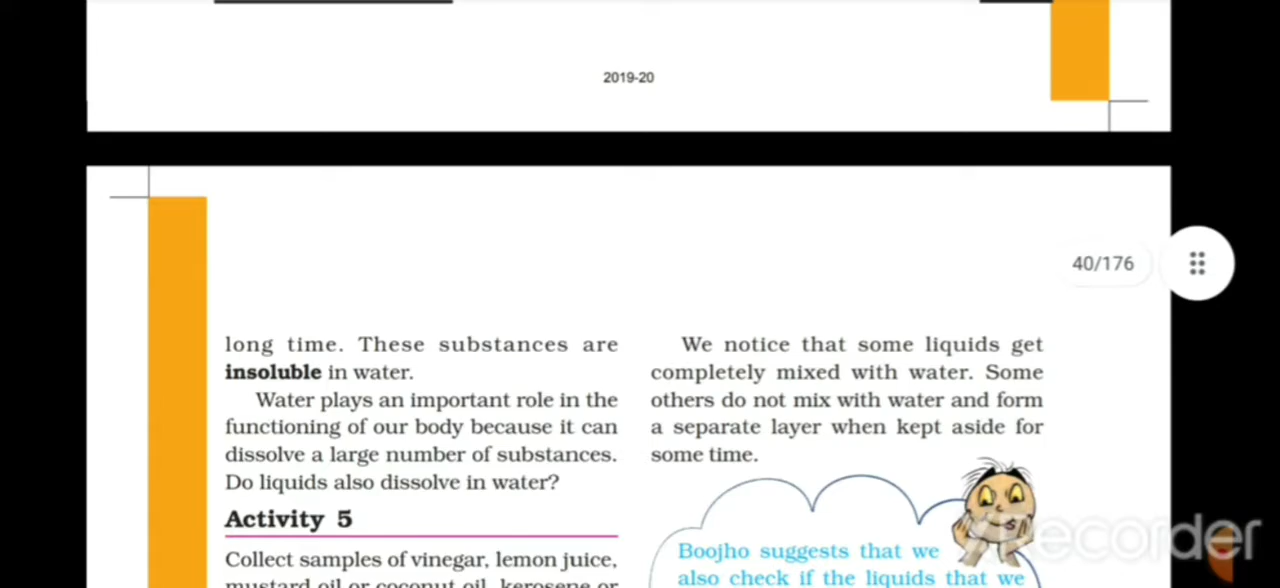 2019-20
40/176
long time. These substances are
insoluble in water.
Water plays an important role in the
functioning of our body because it can
dissolve a large number of substances.
Do liquids also dissolve in water?
Activity 5
Collect samples of vinegar, lemon juice,
mustard oil or coconut oil, kerosene or
We notice that some liquids get
completely mixed with water. Some
others do not mix with water and form
a separate layer when kept aside for
some time.
Boojho suggests that we
also check if the liquids that we
Recorder